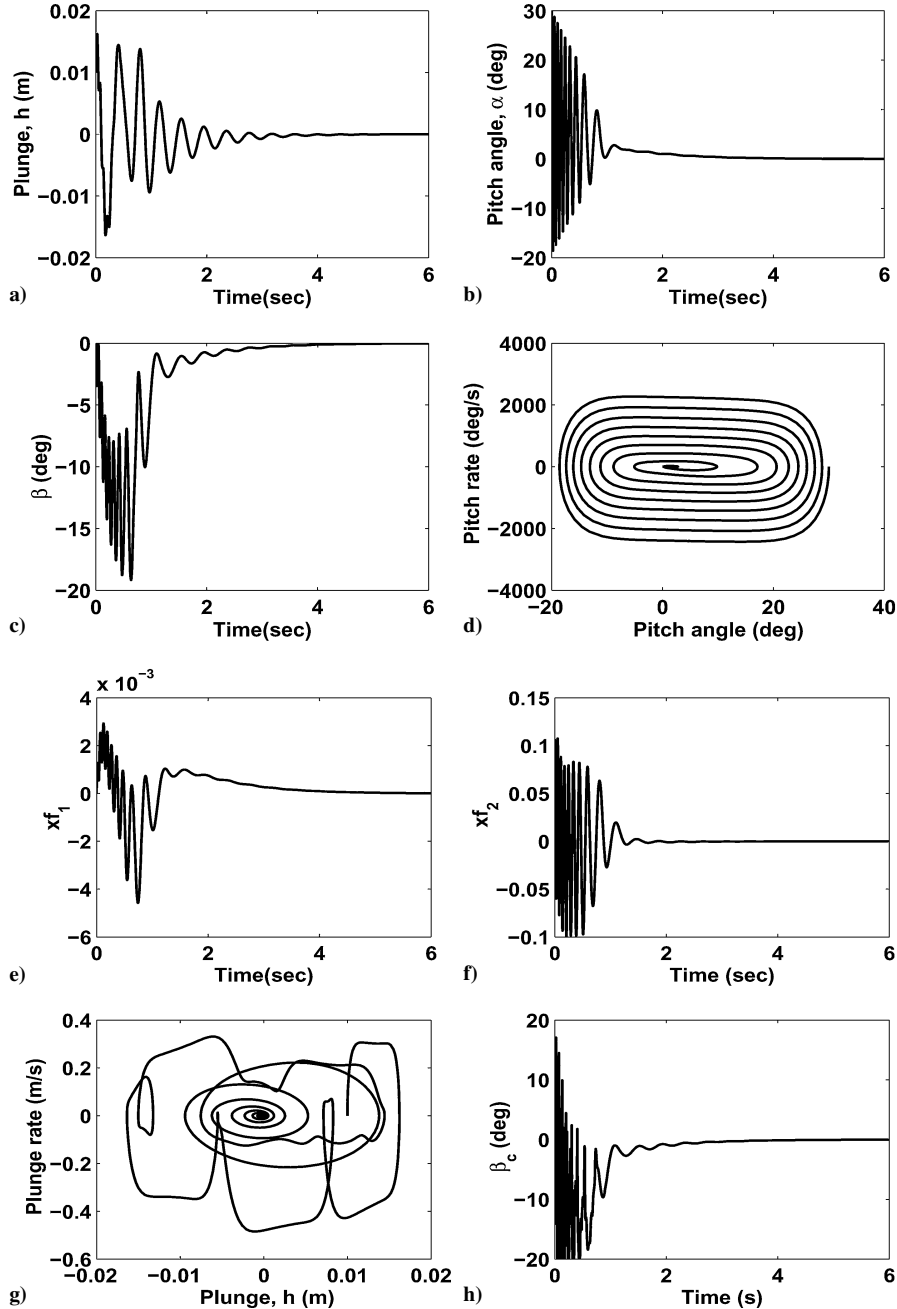 0.02
0.01
0
−0.01
−0.02
Plunge, h (m)
0 2 4 6
Time(sec)
a)
30
20
10
0
−10
−20
Pitch angle, α (deg)
0 2 4 6
Time(sec)
b)
0
−5
−10
−15
−20
β (deg)
0 2 4 6
Time(sec)
c)
4000
2000
0
−2000
−4000
Pitch rate (deg/s)
−20 0 20 40
Pitch angle (deg)
d)
x 10−3
4
2
0
−2
−4
−6
xf1
0 2 4 6
Time(sec)
e)
0.15
0.1
0.05
0
−0.05
−0.1
xf2
0 2 4 6
Time (sec)
f)
0.4
0.2
0
−0.2
−0.4
−0.6
Plunge rate (m/s)
−0.02 −0.01 0 0.01 0.02
Plunge, h (m)
g)
20
10
0
−10
−20
βc (deg)
0 2 4 6
Time (s)
h)